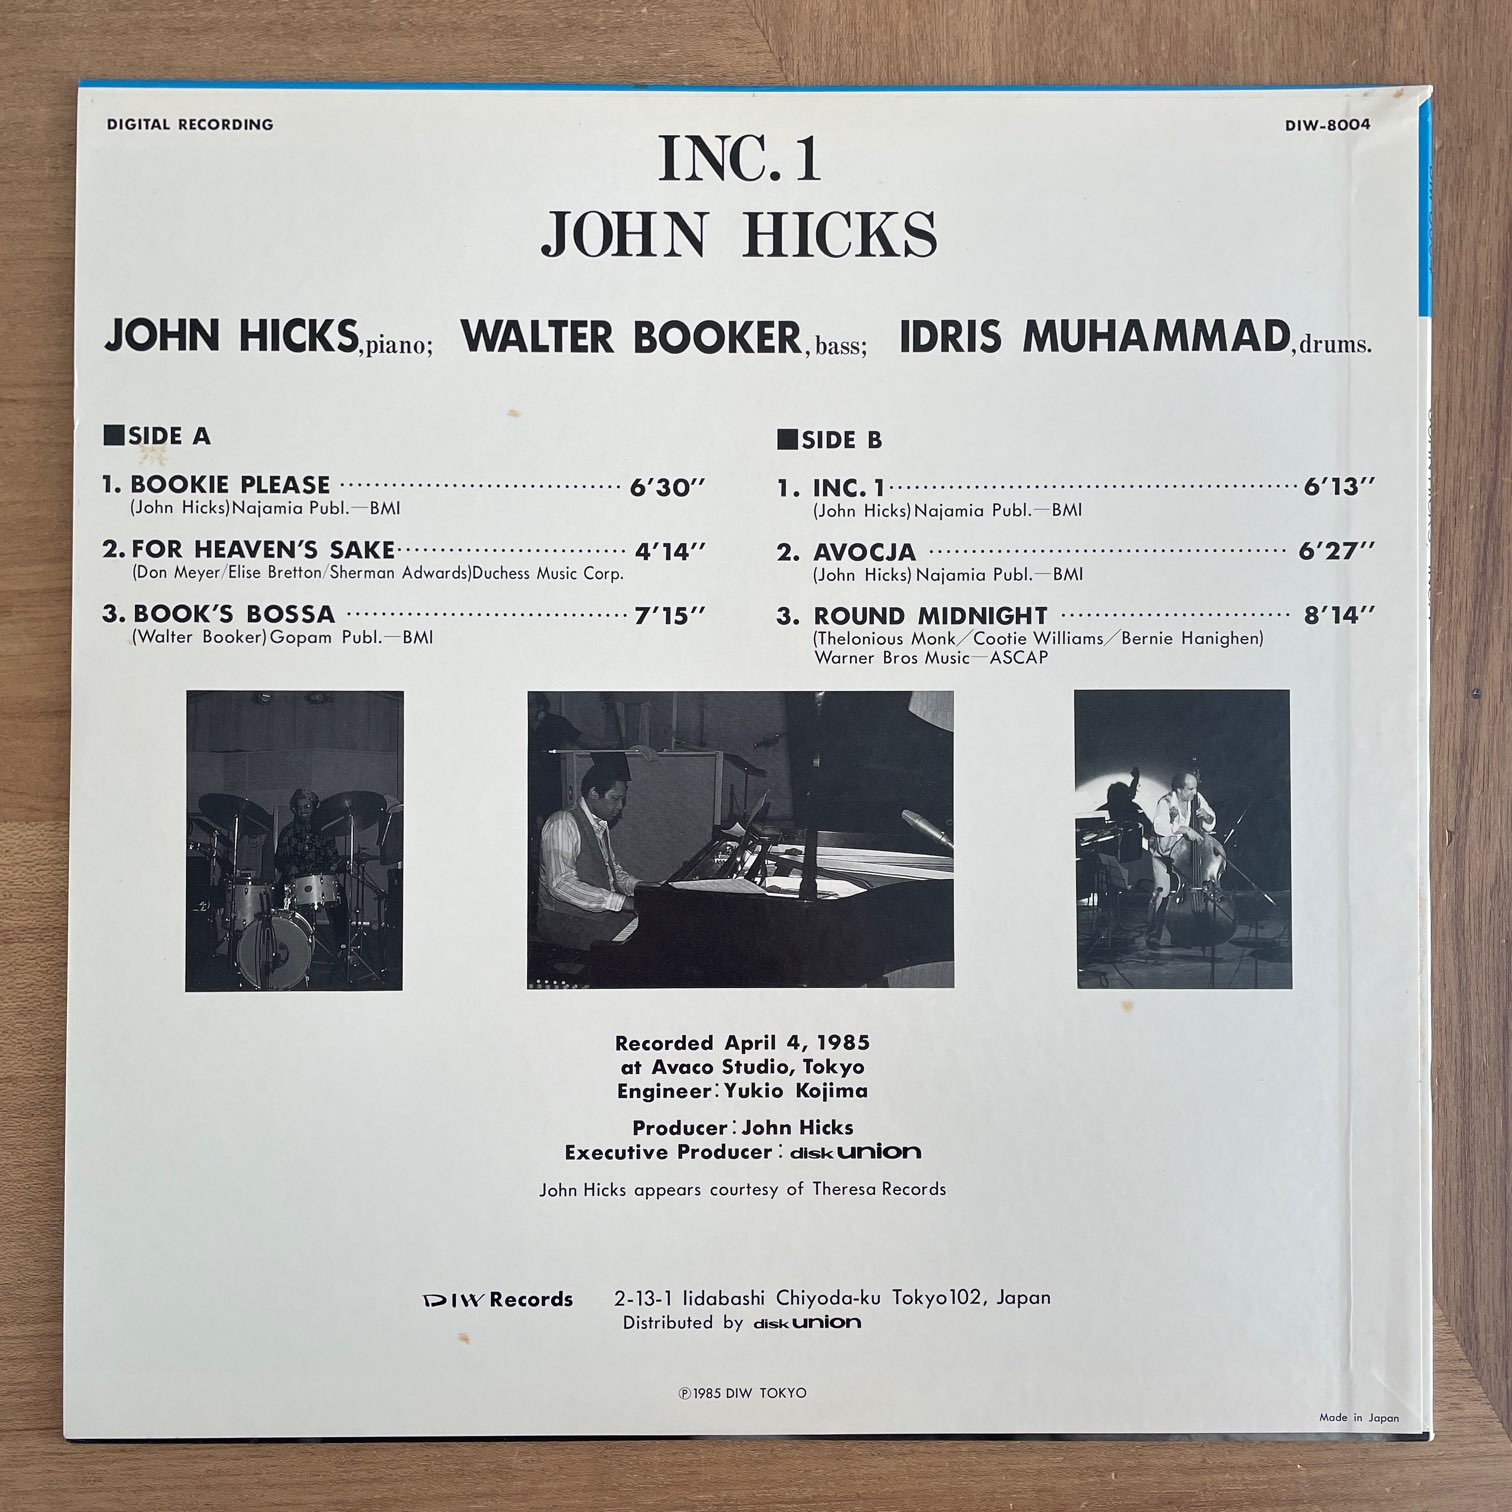 DIGITAL RECORDING
DIW-8004
INC. 1
JOHN HICKS
JOHN HICKS, piano; WALTER BOOKER, bass; IDRIS MUHAMMAD, drums.
■SIDE A
1. BOOKIE PLEASE 6'30''
(John Hicks) Najamia Publ.—BMI
2. FOR HEAVEN'S SAKE 4'14''
(Don Meyer/Elise Bretton/Sherman Adwards) Duchess Music Corp.
3. BOOK'S BOSSA 7'15''
(Walter Booker) Gopam Publ.—BMI
■SIDE B
1. INC. 1 6'13''
(John Hicks) Najamia Publ.—BMI
2. AVOCJA 6'27''
(John Hicks) Najamia Publ.—BMI
3. ROUND MIDNIGHT 8'14''
(Thelonious Monk/Cootie Williams/Bernie Hanighen)
Warner Bros Music—ASCAP
Recorded April 4, 1985
at Avaco Studio, Tokyo
Engineer: Yukio Kojima
Producer: John Hicks
Executive Producer: disk union
John Hicks appears courtesy of Theresa Records
DIW Records 2-13-1 Iidabashi Chiyoda-ku Tokyo 102, Japan
Distributed by disk union
Ⓟ 1985 DIW TOKYO
Made in Japan